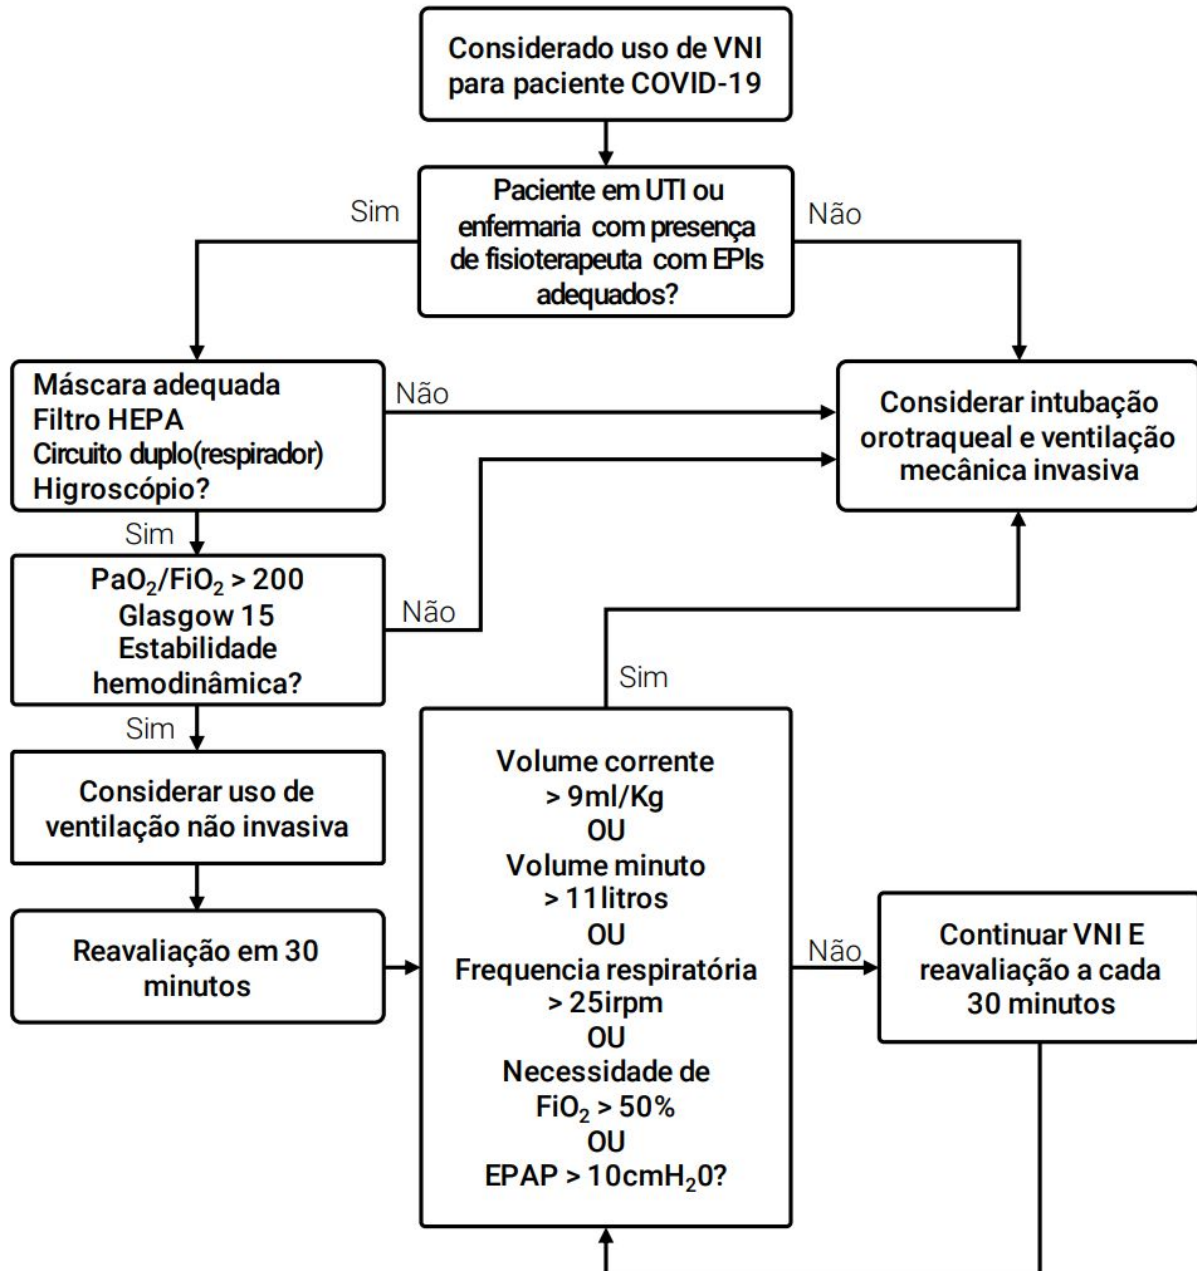 Considerado uso de VNI
para paciente COVID-19
Paciente em UTI ou
enfermaria com presença
de fisioterapeuta com EPIs
adequados?
Sim
Não
Máscara adequada
Filtro HEPA
Circuito duplo(respirador)
Higroscópio?
Não
Considerar intubação
orotraqueal e ventilação
mecânica invasiva
Sim
PaO₂/FiO₂ > 200
Glasgow 15
Estabilidade
hemodinâmica?
Não
Sim
Sim
Considerar uso de
ventilação não invasiva
Reavaliação em 30
minutos
Volume corrente
> 9ml/Kg
OU
Volume minuto
> 11litros
OU
Frequencia respiratória
> 25irpm
OU
Necessidade de
FiO₂ > 50%
OU
EPAP > 10cmH₂0?
Não
Continuar VNI E
reavaliação a cada
30 minutos